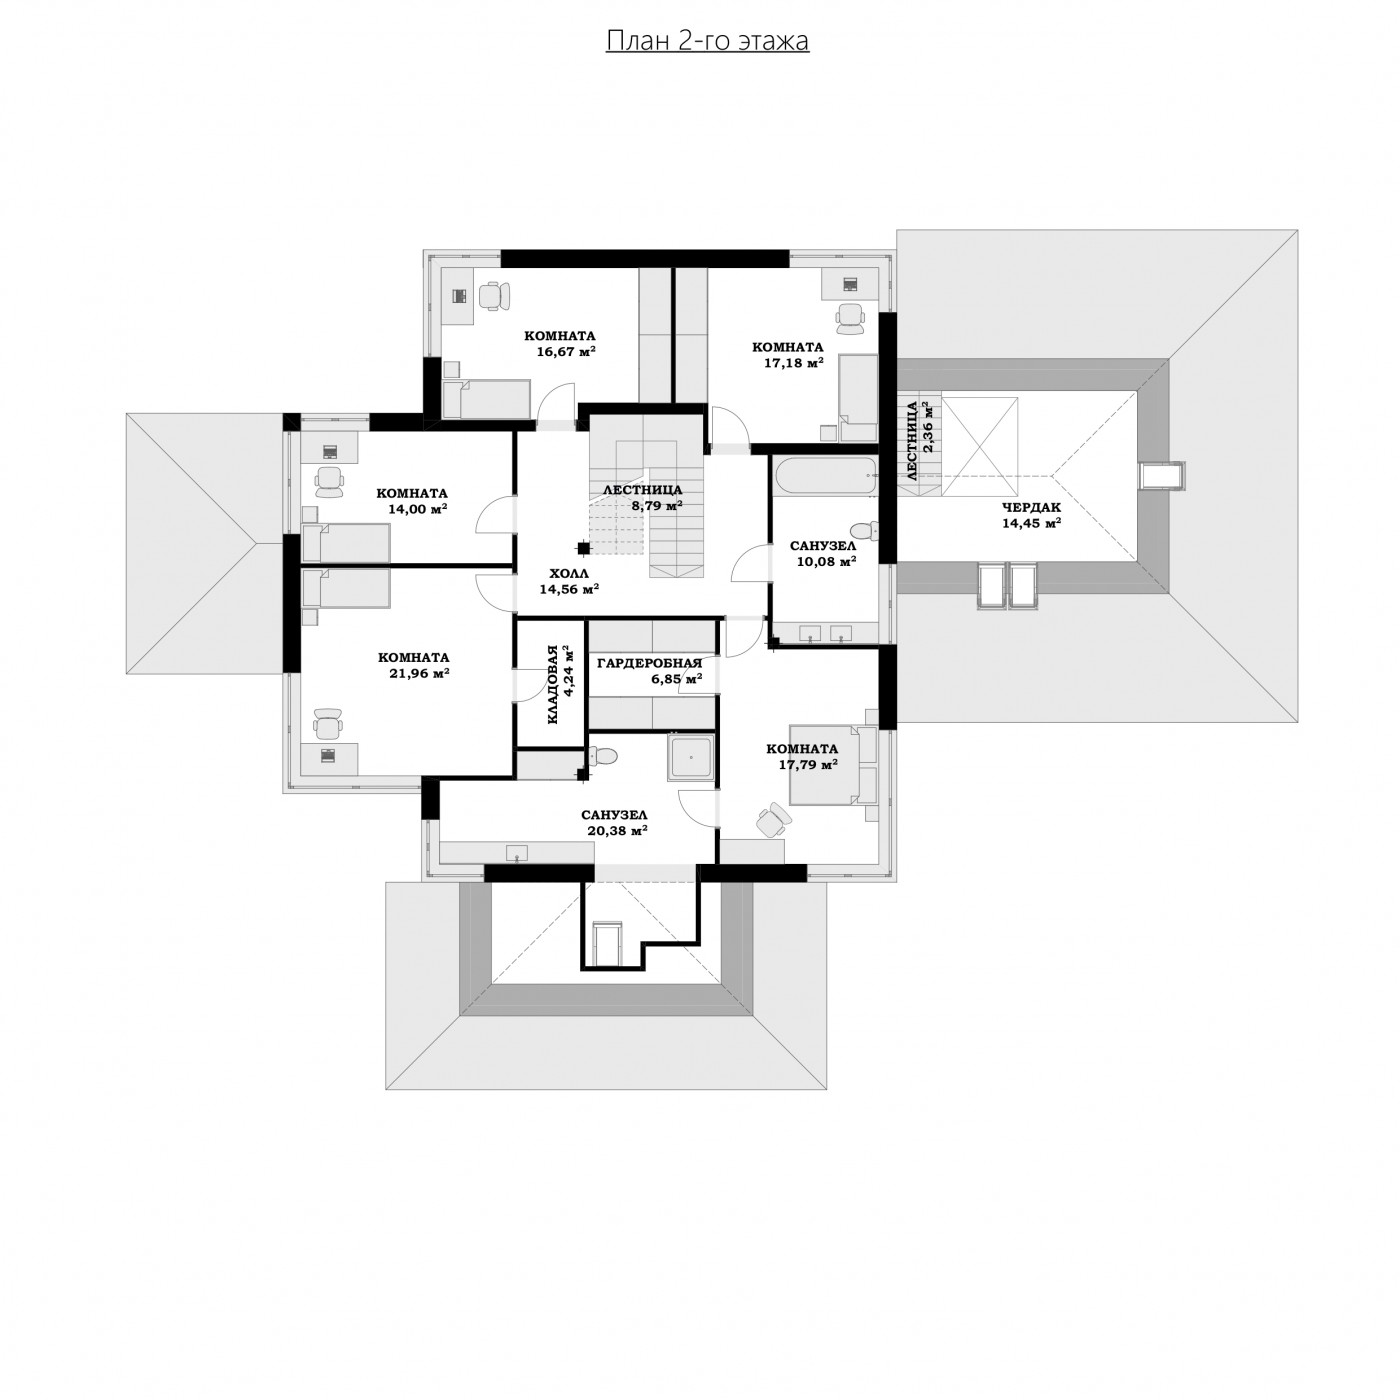 План 2-го этажа
КОМНАТА
16,67 м²
КОМНАТА
17,18 м²
ЛЕСТНИЦА
2,36 м²
КОМНАТА
14,00 м²
ЛЕСТНИЦА
8,79 м²
ЧЕРДАК
14,45 м²
САНУЗЕЛ
10,08 м²
ХОЛЛ
14,56 м²
КОМНАТА
21,96 м²
КЛАДОВАЯ
4,24 м²
ГАРДЕРОБНАЯ
6,85 м²
КОМНАТА
17,79 м²
САНУЗЕЛ
20,38 м²